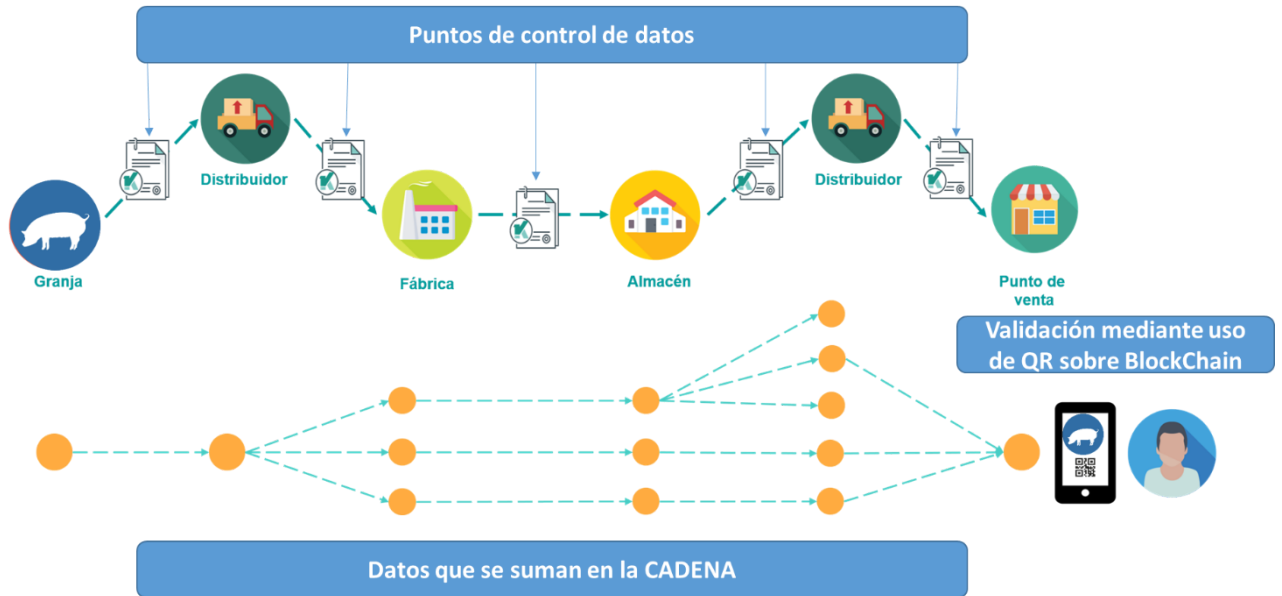 Puntos de control de datos
Distribuidor
Distribuidor
Granja
Fábrica
Almacén
Punto de
venta
Validación mediante uso
de QR sobre BlockChain
Datos que se suman en la CADENA